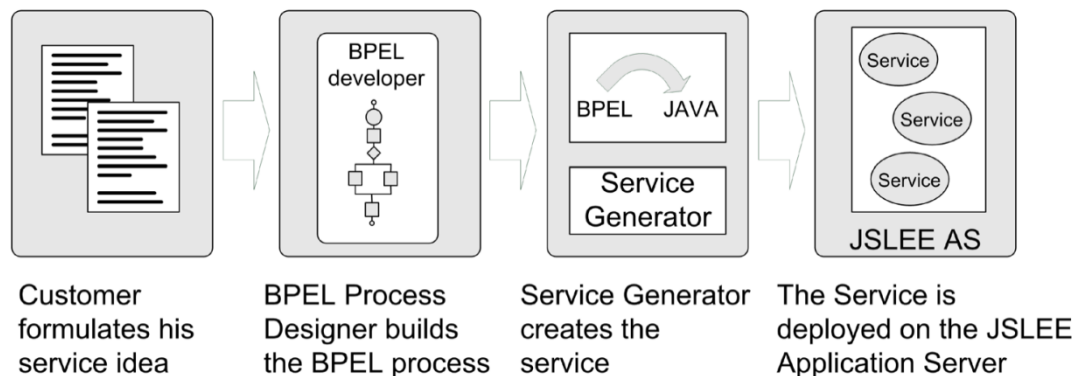 BPEL
developer
BPEL JAVA
Service
Generator
Service
Service
Service
JSLEE AS
Customer
formulates his
service idea
BPEL Process
Designer builds
the BPEL process
Service Generator
creates the
service
The Service is
deployed on the JSLEE
Application Server